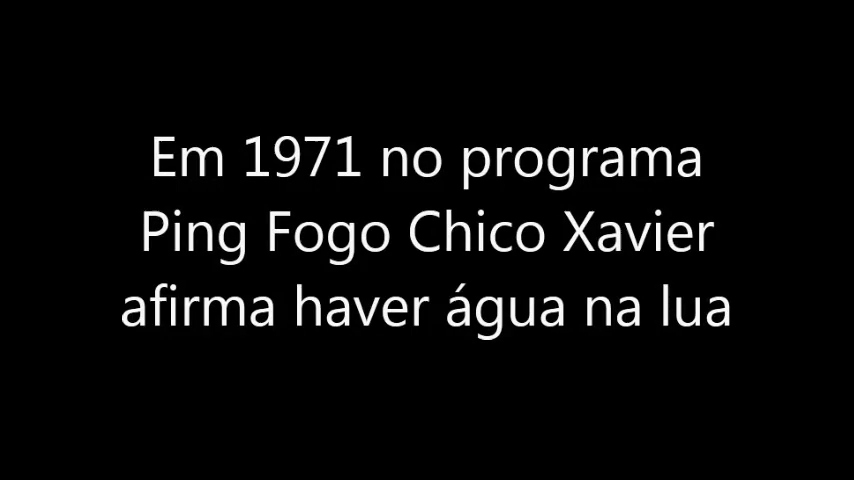 Em 1971 no programa
Ping Fogo Chico Xavier
afirma haver água na lua